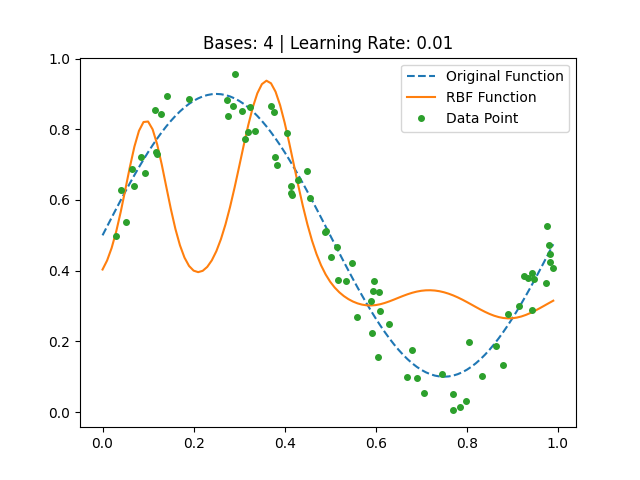 Bases: 4 | Learning Rate: 0.01
Original Function
RBF Function
Data Point
1.0
0.8
0.6
0.4
0.2
0.0
0.0 0.2 0.4 0.6 0.8 1.0